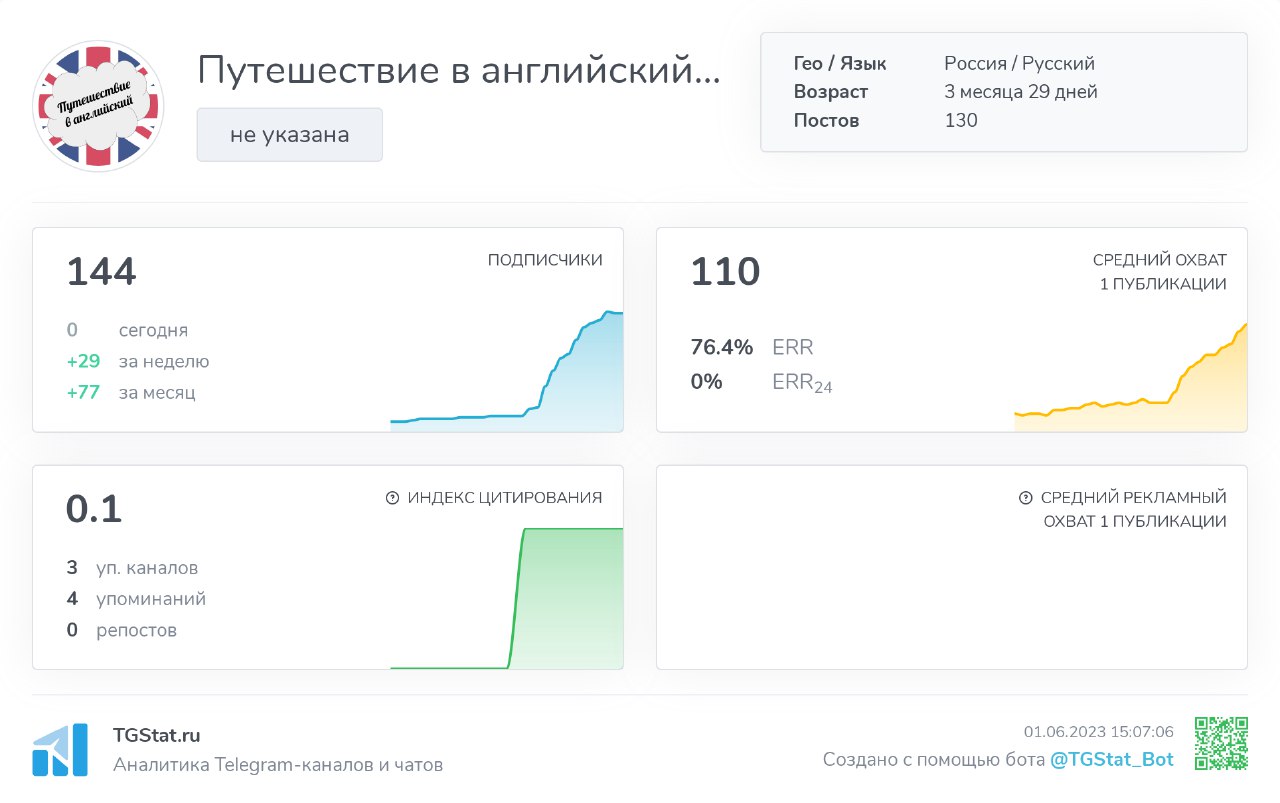 Путешествие
в английский
Путешествие в английский...
не указана
Гео / Язык Россия / Русский
Возраст 3 месяца 29 дней
Постов 130
144
ПОДПИСЧИКИ
0 сегодня
+29 за неделю
+77 за месяц
110
СРЕДНИЙ ОХВАТ
1 ПУБЛИКАЦИИ
76.4% ERR
0% ERR24
0.1
? ИНДЕКС ЦИТИРОВАНИЯ
3 уп. каналов
4 упоминаний
0 репостов
? СРЕДНИЙ РЕКЛАМНЫЙ
ОХВАТ 1 ПУБЛИКАЦИИ
TGStat.ru
Аналитика Telegram-каналов и чатов
01.06.2023 15:07:06
Создано с помощью бота @TGStat_Bot